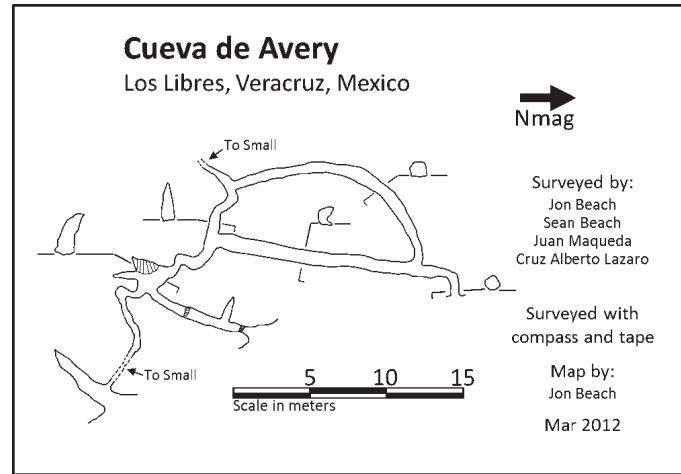 Cueva de Avery
Los Libres, Veracruz, Mexico
Nmag
To Small
Surveyed by:
Jon Beach
Sean Beach
Juan Maqueda
Cruz Alberto Lazaro
Surveyed with
compass and tape
To Small
5 10 15
Scale in meters
Map by:
Jon Beach
Mar 2012